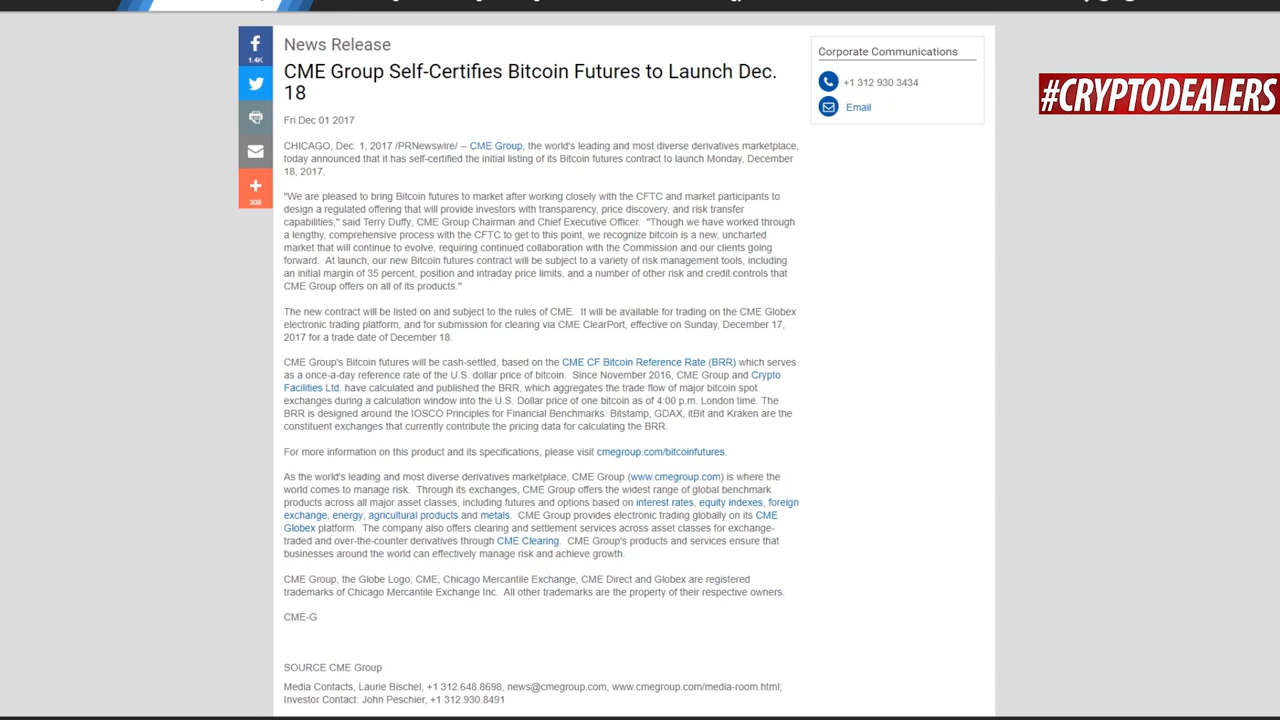 1.4K
308
News Release
CME Group Self-Certifies Bitcoin Futures to Launch Dec.
18
Fri Dec 01 2017
CHICAGO, Dec. 1, 2017 /PRNewswire/ -- CME Group, the world's leading and most diverse derivatives marketplace,
today announced that it has self-certified the initial listing of its Bitcoin futures contract to launch Monday, December
18, 2017.
"We are pleased to bring Bitcoin futures to market after working closely with the CFTC and market participants to
design a regulated offering that will provide investors with transparency, price discovery, and risk transfer
capabilities," said Terry Duffy, CME Group Chairman and Chief Executive Officer.  "Though we have worked through
a lengthy, comprehensive process with the CFTC to get to this point, we recognize bitcoin is a new, uncharted
market that will continue to evolve, requiring continued collaboration with the Commission and our clients going
forward.  At launch, our new Bitcoin futures contract will be subject to a variety of risk management tools, including
an initial margin of 35 percent, position and intraday price limits, and a number of other risk and credit controls that
CME Group offers on all of its products."
The new contract will be listed on and subject to the rules of CME.  It will be available for trading on the CME Globex
electronic trading platform, and for submission for clearing via CME ClearPort, effective on Sunday, December 17,
2017 for a trade date of December 18.
CME Group's Bitcoin futures will be cash-settled, based on the CME CF Bitcoin Reference Rate (BRR) which serves
as a once-a-day reference rate of the U.S. dollar price of bitcoin.  Since November 2016, CME Group and Crypto
Facilities Ltd. have calculated and published the BRR, which aggregates the trade flow of major bitcoin spot
exchanges during a calculation window into the U.S. Dollar price of one bitcoin as of 4:00 p.m. London time. The
BRR is designed around the IOSCO Principles for Financial Benchmarks. Bitstamp, GDAX, itBit and Kraken are the
constituent exchanges that currently contribute the pricing data for calculating the BRR.
For more information on this product and its specifications, please visit cmegroup.com/bitcoinfutures.
As the world's leading and most diverse derivatives marketplace, CME Group (www.cmegroup.com) is where the
world comes to manage risk.  Through its exchanges, CME Group offers the widest range of global benchmark
products across all major asset classes, including futures and options based on interest rates, equity indexes, foreign
exchange, energy, agricultural products and metals.  CME Group provides electronic trading globally on its CME
Globex platform.  The company also offers clearing and settlement services across asset classes for exchange-
traded and over-the-counter derivatives through CME Clearing.  CME Group's products and services ensure that
businesses around the world can effectively manage risk and achieve growth.
CME Group, the Globe Logo, CME, Chicago Mercantile Exchange, CME Direct and Globex are registered
trademarks of Chicago Mercantile Exchange Inc.  All other trademarks are the property of their respective owners.
CME-G
SOURCE CME Group
Media Contacts, Laurie Bischel, +1 312.648.8698, news@cmegroup.com, www.cmegroup.com/media-room.html;
Investor Contact: John Peschier, +1 312.930.8491
Corporate Communications
+1 312 930 3434
Email
#CRYPTODEALERS